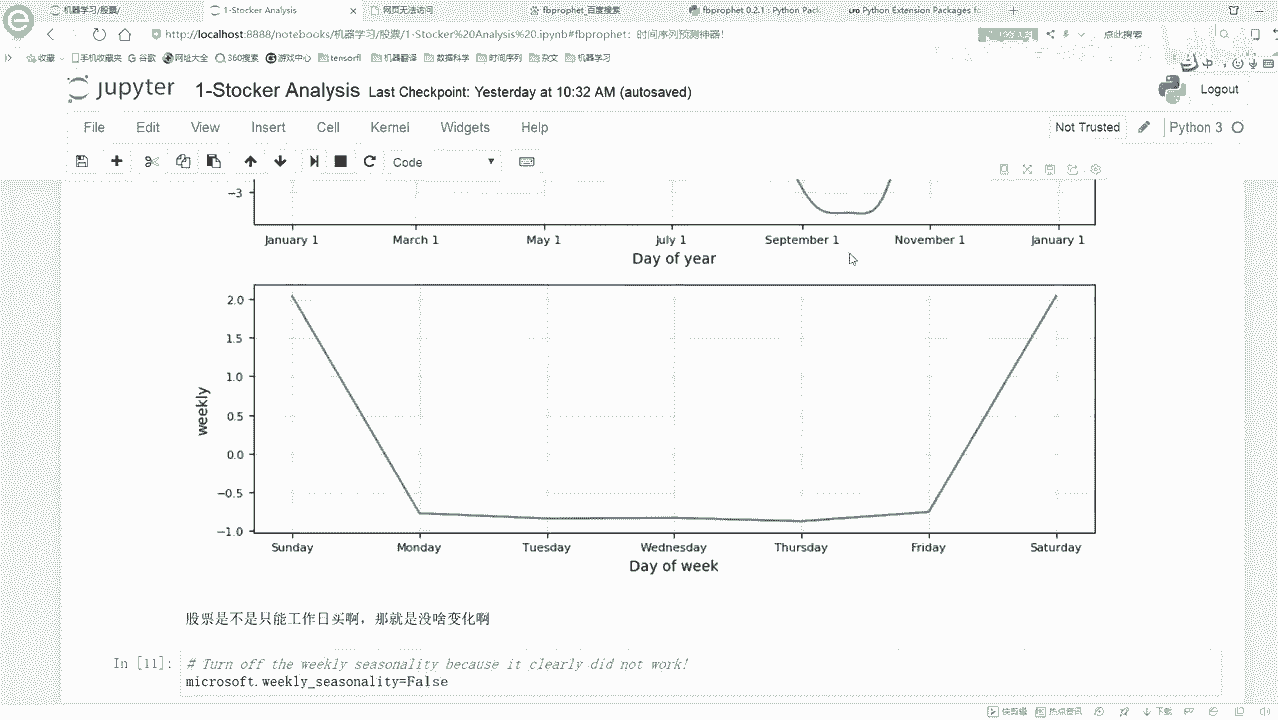 机器学习/股票/
1-Stocker Analysis
网页无法访问
fbprophet_百度搜索
fbprophet 0.2.1 : Python Pack
Python Extension Packages fo
http://localhost:8888/notebooks/机器学习/股票/1-Stocker%20Analysis%20.ipynb#fbprophet：时间序列预测神器！
点此搜索
收藏
手机收藏夹
谷歌
网址大全
360搜索
游戏中心
tensorfl
机器翻译
数据科学
时间序列
杂文
机器学习
jupyter
1-Stocker Analysis
Last Checkpoint: Yesterday at 10:32 AM (autosaved)
Logout
File
Edit
View
Insert
Cell
Kernel
Widgets
Help
Not Trusted
Python 3
Code
−3
January 1
March 1
May 1
July 1
September 1
November 1
January 1
Day of year
2.0
1.5
1.0
0.5
0.0
−0.5
−1.0
weekly
Sunday
Monday
Tuesday
Wednesday
Thursday
Friday
Saturday
Day of week
股票是不是只能工作日买啊，那就是没啥变化啊
In [11]:
# Turn off the weekly seasonality because it clearly did not work!
microsoft.weekly_seasonality=False
快剪辑
热点资讯
下载